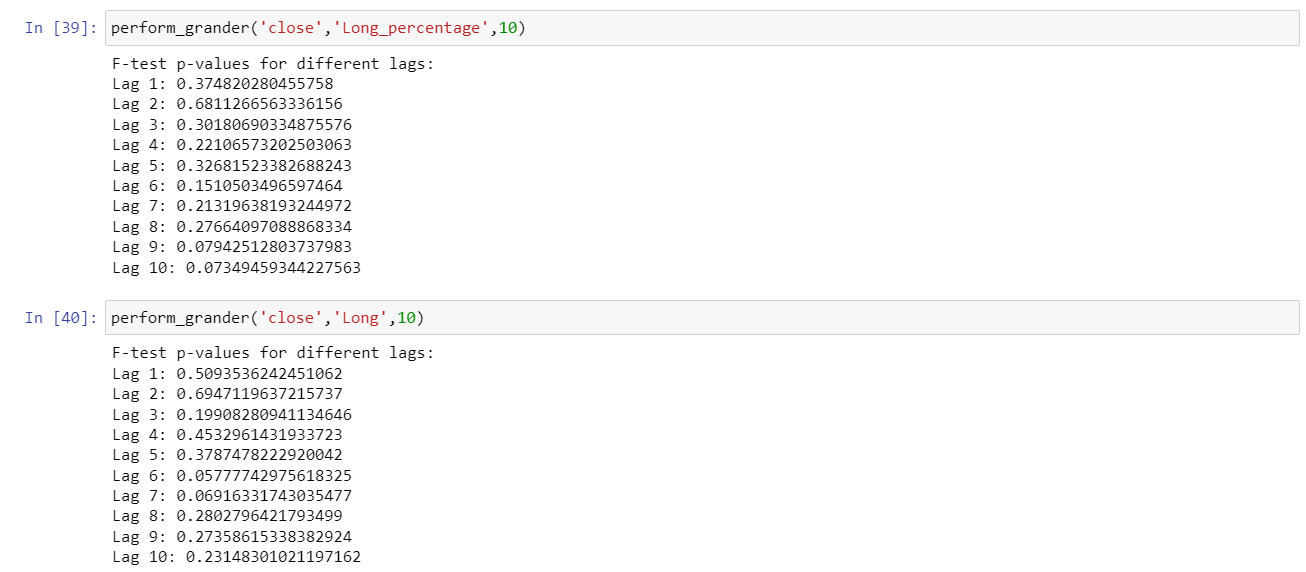 In [39]: perform_grander('close','Long_percentage',10)
F-test p-values for different lags:
Lag 1: 0.374820280455758
Lag 2: 0.6811266563336156
Lag 3: 0.30180690334875576
Lag 4: 0.22106573202503063
Lag 5: 0.32681523382688243
Lag 6: 0.1510503496597464
Lag 7: 0.21319638193244972
Lag 8: 0.27664097088868334
Lag 9: 0.07942512803737983
Lag 10: 0.07349459344227563
In [40]: perform_grander('close','Long',10)
F-test p-values for different lags:
Lag 1: 0.5093536242451062
Lag 2: 0.6947119637215737
Lag 3: 0.19908280941134646
Lag 4: 0.4532961431933723
Lag 5: 0.3787478222920042
Lag 6: 0.05777742975618325
Lag 7: 0.06916331743035477
Lag 8: 0.2802796421793499
Lag 9: 0.27358615338382924
Lag 10: 0.23148301021197162